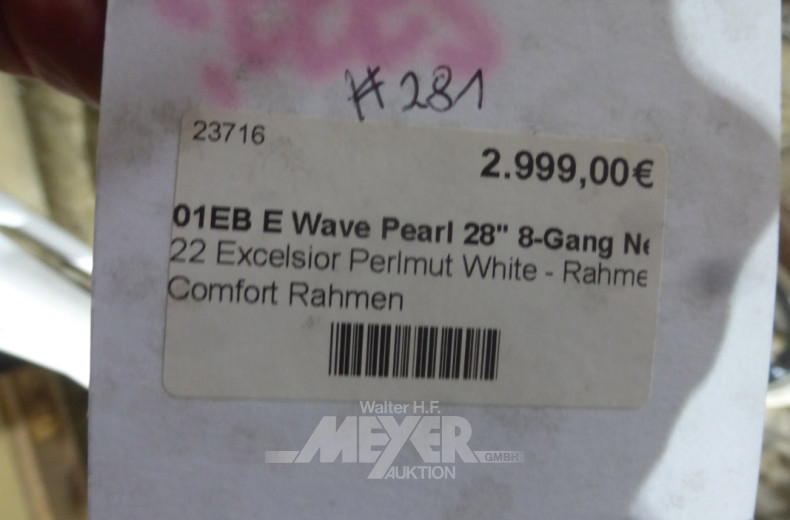 #281
23716
2.999,00€
01EB E Wave Pearl 28" 8-Gang Ne
22 Excelsior Perlmut White - Rahme
Comfort Rahmen
Walter H.F.
MEYER
GMBH
AUKTION